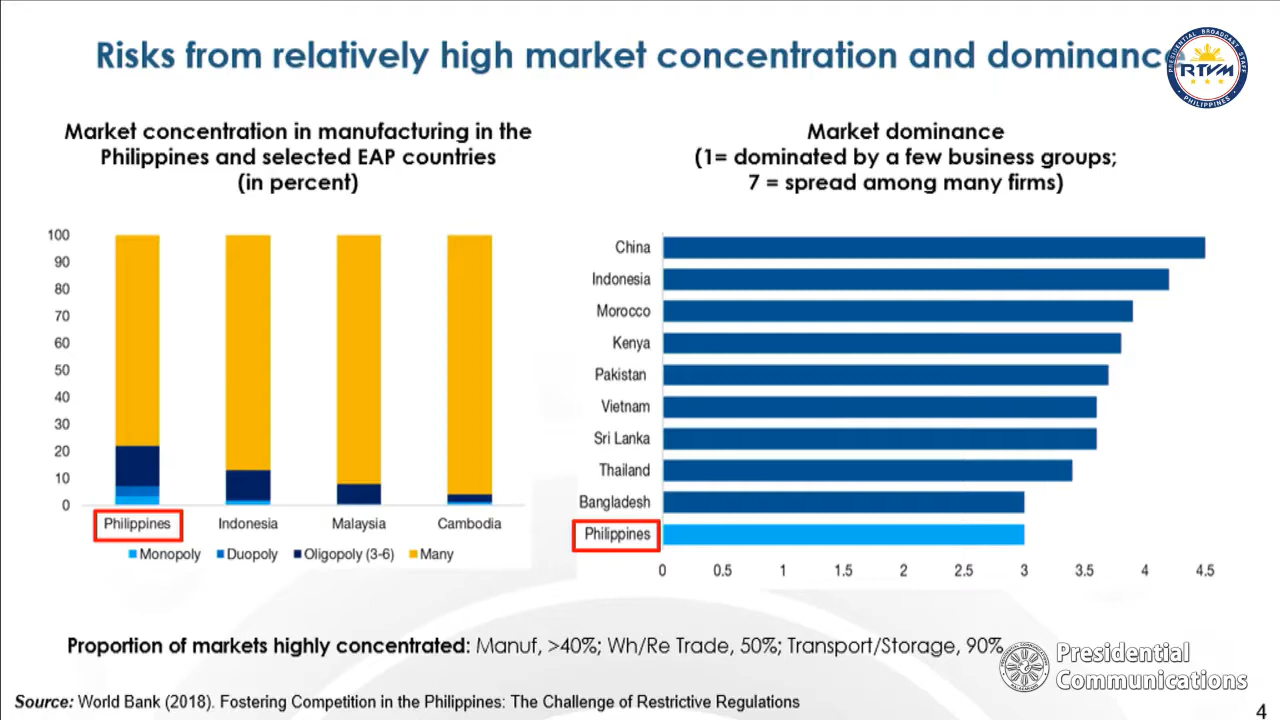 Risks from relatively high market concentration and dominance
PRESIDENTIAL BROADCAST STAFF
RTVM
PHILIPPINES
Market concentration in manufacturing in the
Philippines and selected EAP countries
(in percent)
100
90
80
70
60
50
40
30
20
10
0
Philippines Indonesia Malaysia Cambodia
Monopoly Duopoly Oligopoly (3-6) Many
Market dominance
(1= dominated by a few business groups;
7 = spread among many firms)
China
Indonesia
Morocco
Kenya
Pakistan
Vietnam
Sri Lanka
Thailand
Bangladesh
Philippines
0 0.5 1 1.5 2 2.5 3 3.5 4 4.5
Proportion of markets highly concentrated: Manuf, >40%; Wh/Re Trade, 50%; Transport/Storage, 90%
Presidential
Communications
Source: World Bank (2018). Fostering Competition in the Philippines: The Challenge of Restrictive Regulations
4